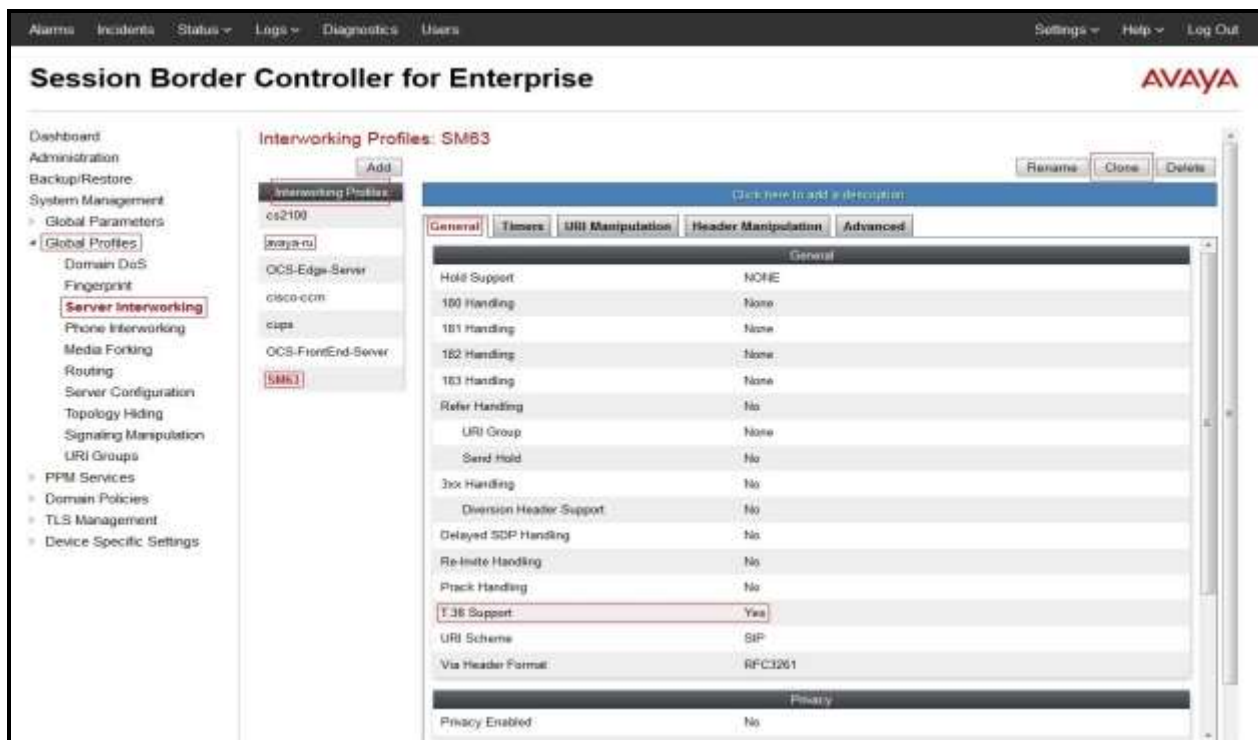 Alarms Incidents Status Logs Diagnostics Users Settings Help Log Out
Session Border Controller for Enterprise
AVAYA
Dashboard
Administration
Backup/Restore
System Management
Global Parameters
Global Profiles
Domain DoS
Fingerprint
Server Interworking
Phone Interworking
Media Forking
Routing
Server Configuration
Topology Hiding
Signaling Manipulation
URI Groups
PPM Services
Domain Policies
TLS Management
Device Specific Settings
Interworking Profiles: SM63
Add
Rename Clone Delete
Interworking Profiles
cs2100
avaya-ru
OCS-Edge-Server
cisco-ccm
cups
OCS-FrontEnd-Server
SM63
Click here to add a description
General Timers URI Manipulation Header Manipulation Advanced
General
Hold Support NONE
180 Handling None
181 Handling None
182 Handling None
183 Handling None
Refer Handling No
URI Group None
Send Hold No
3xx Handling No
Diversion Header Support No
Delayed SDP Handling No
Re-Invite Handling No
Prack Handling No
T.38 Support Yes
URI Scheme SIP
Via Header Format RFC3261
Privacy
Privacy Enabled No